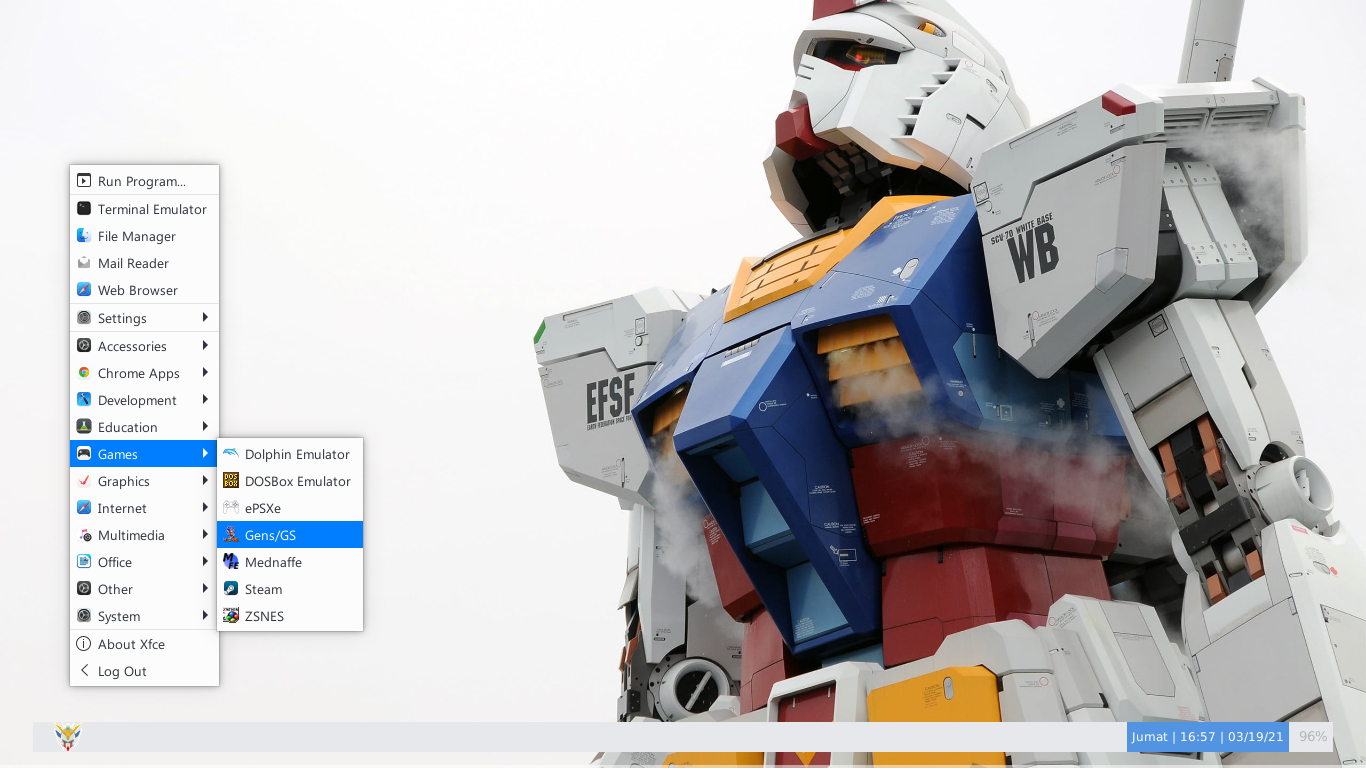 Run Program...
Terminal Emulator
File Manager
Mail Reader
Web Browser
Settings
Accessories
Chrome Apps
Development
Education
Games
Graphics
Internet
Multimedia
Office
Other
System
About Xfce
Log Out
Dolphin Emulator
DOSBox Emulator
ePSXe
Gens/GS
Mednaffe
Steam
ZSNES
SCV-70 WHITE BASE
WB
EFSF
Jumat | 16:57 | 03/19/21
96%